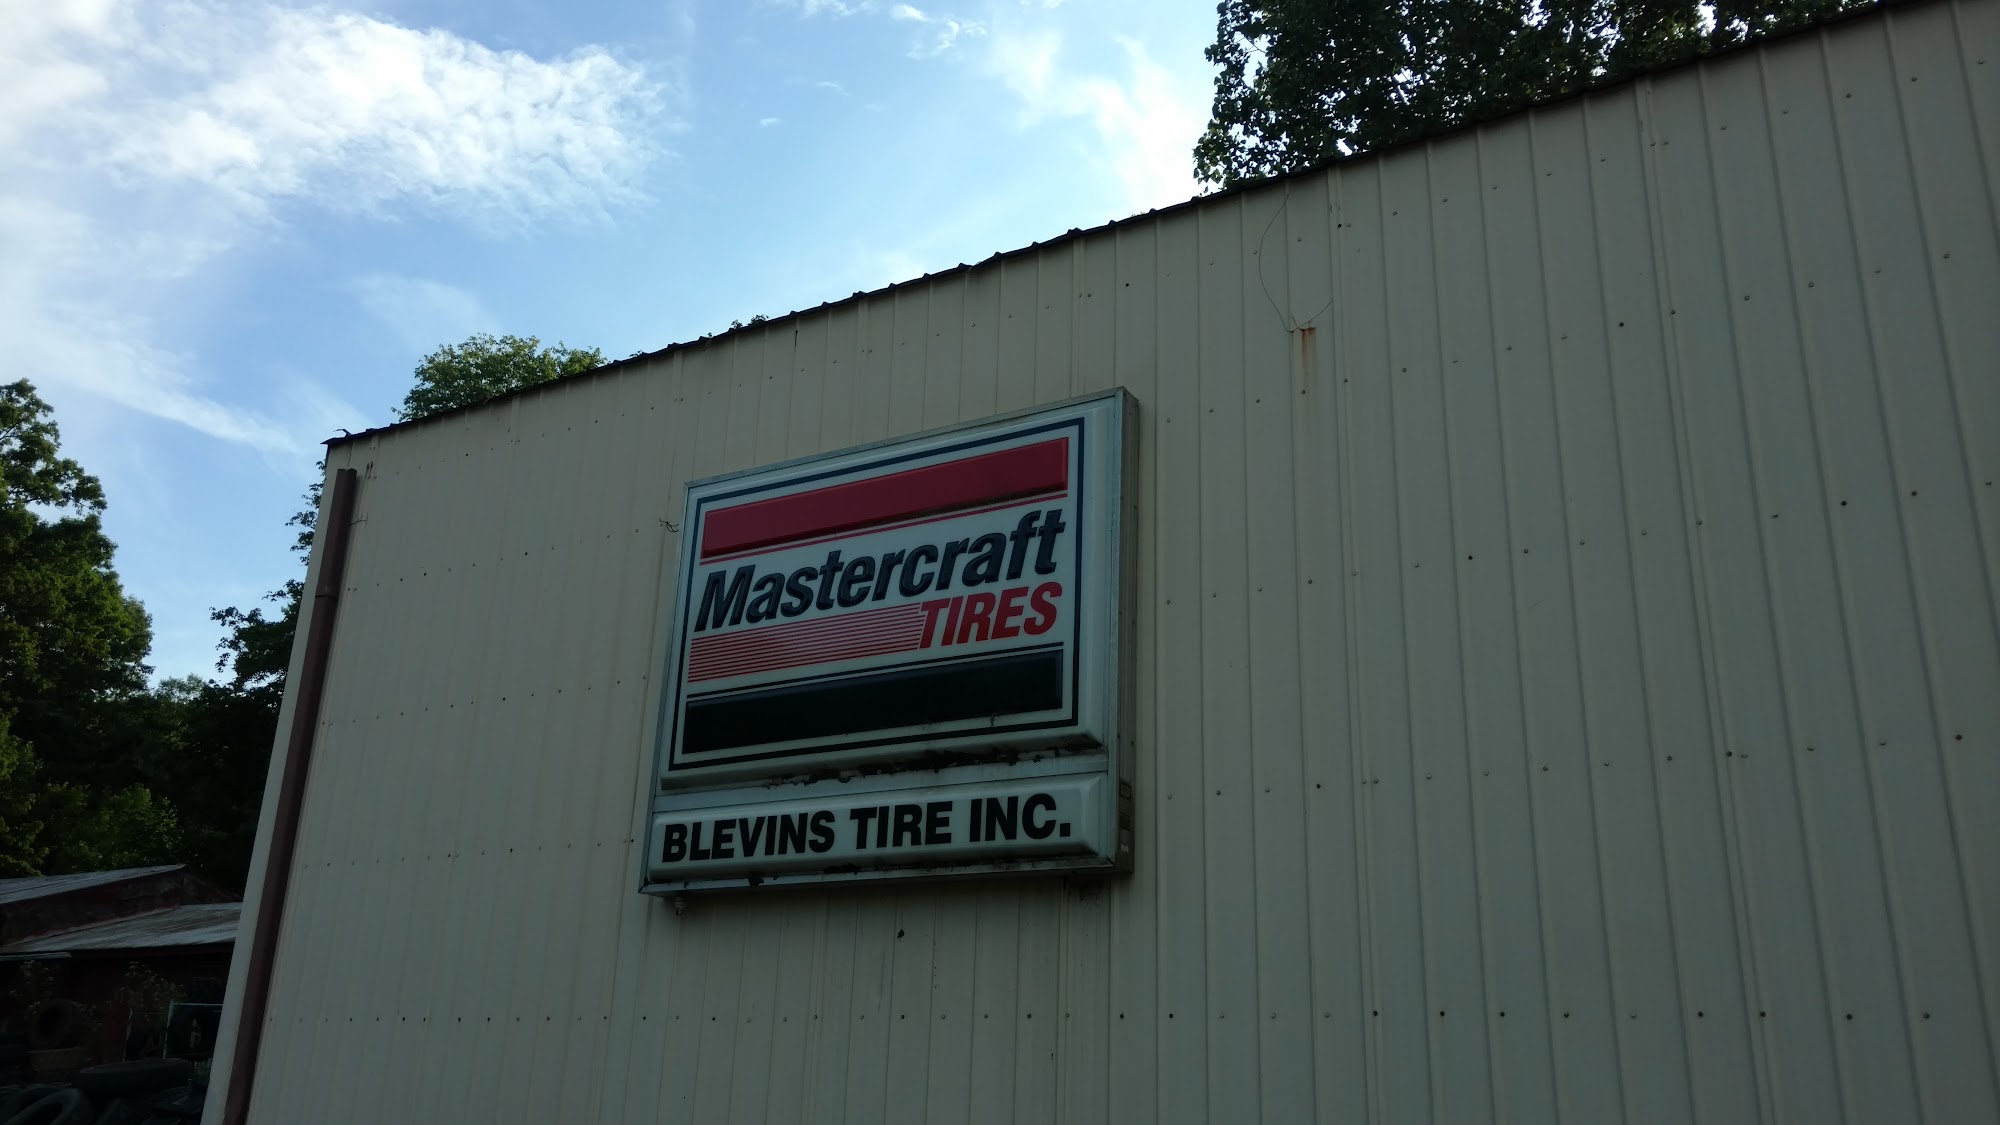 Mastercraft
TIRES
BLEVINS TIRE INC.